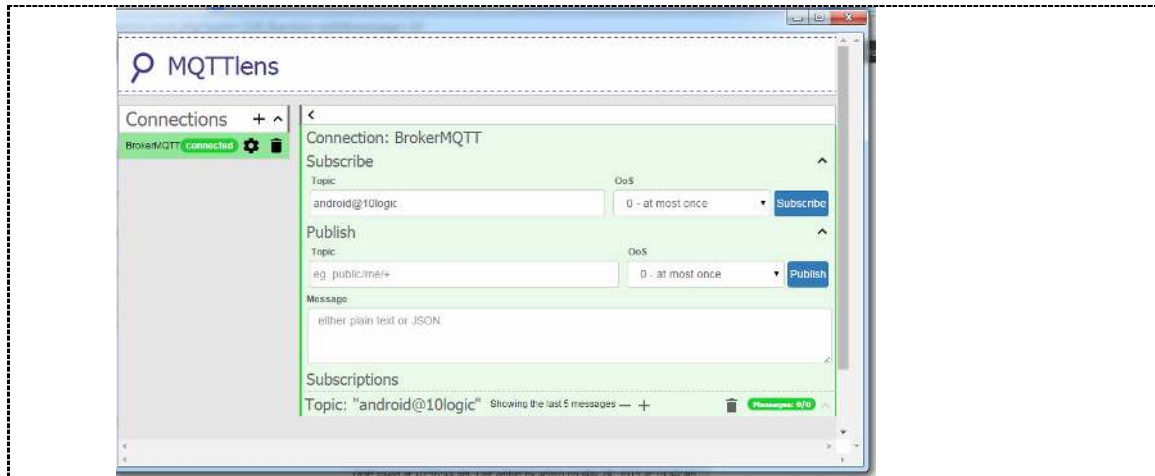 MQTTlens
Connections + ^
BrokerMQTT connected
<
Connection: BrokerMQTT
Subscribe
Topic QoS
android@10logic 0 - at most once Subscribe
Publish
Topic QoS
eg. public/me/+ 0 - at most once Publish
Message
either plain text or JSON
Subscriptions
Topic: "android@10logic" Showing the last 5 messages — + Messages: 0/0